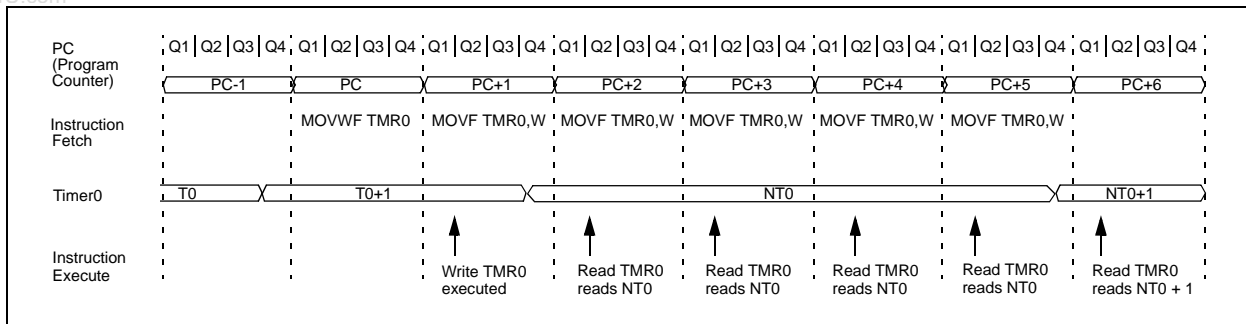 PC
(Program
Counter)
Q1 Q2 Q3 Q4 Q1 Q2 Q3 Q4 Q1 Q2 Q3 Q4 Q1 Q2 Q3 Q4 Q1 Q2 Q3 Q4 Q1 Q2 Q3 Q4 Q1 Q2 Q3 Q4 Q1 Q2 Q3 Q4
PC-1 PC PC+1 PC+2 PC+3 PC+4 PC+5 PC+6
Instruction
Fetch
MOVWF TMR0 MOVF TMR0,W MOVF TMR0,W MOVF TMR0,W MOVF TMR0,W MOVF TMR0,W
Timer0
T0 T0+1 NT0 NT0+1
Instruction
Execute
Write TMR0
executed
Read TMR0
reads NT0
Read TMR0
reads NT0
Read TMR0
reads NT0
Read TMR0
reads NT0
Read TMR0
reads NT0 + 1